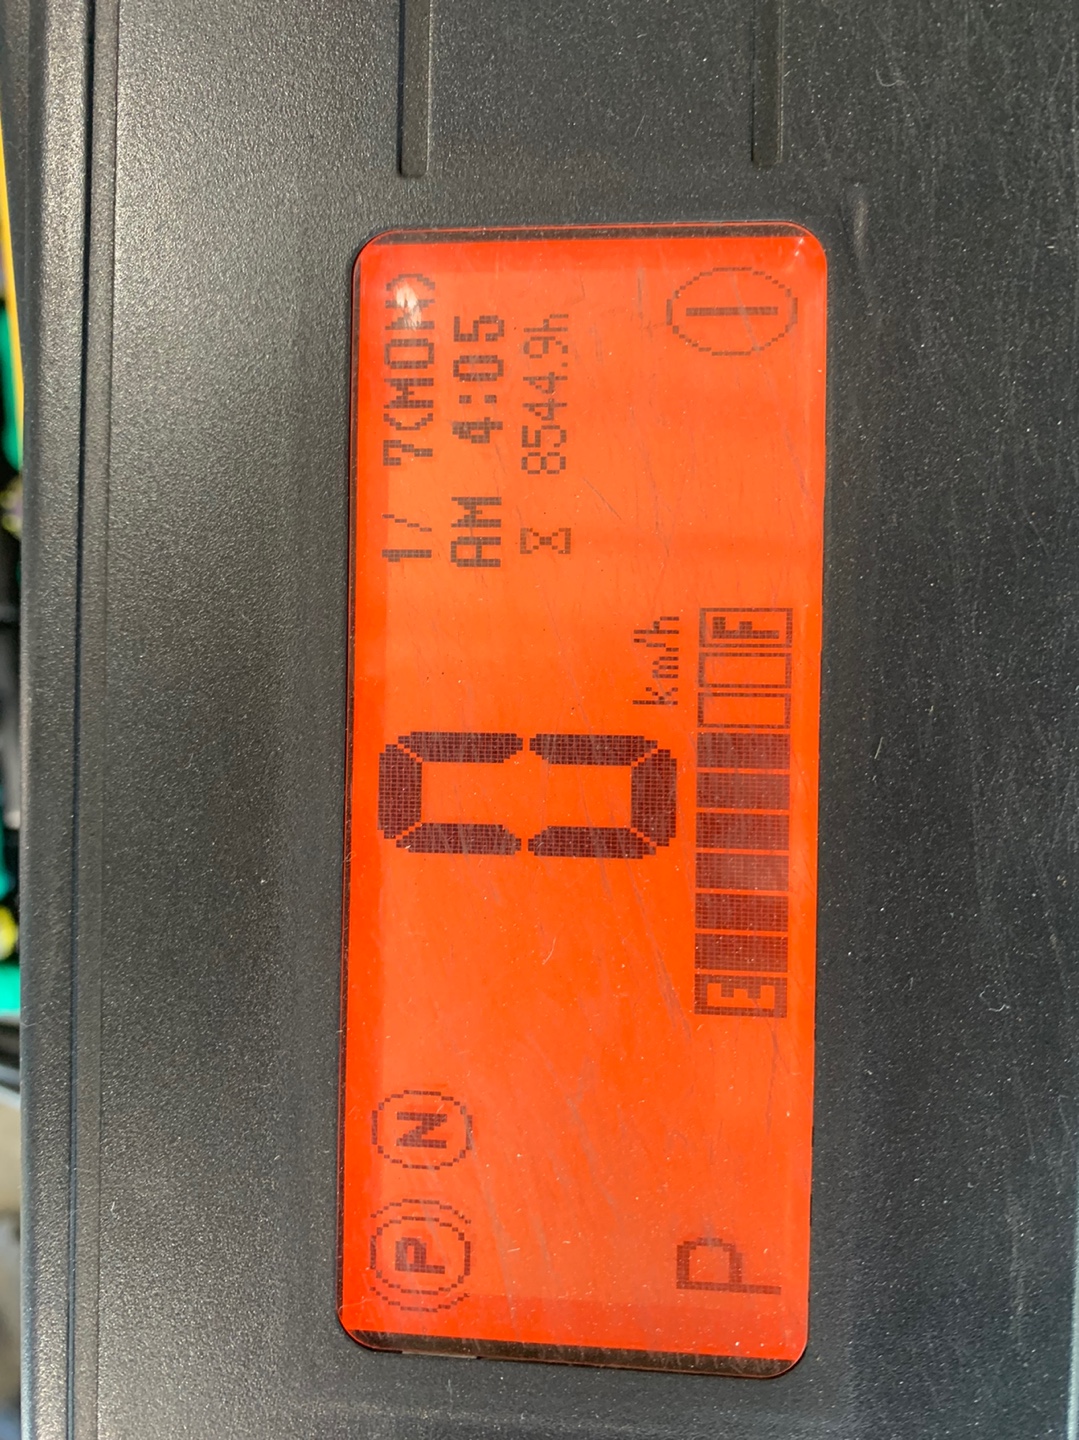 P N
1/ 7(MON)
AM 4:05
8544.9h
0 km/h
P
E F